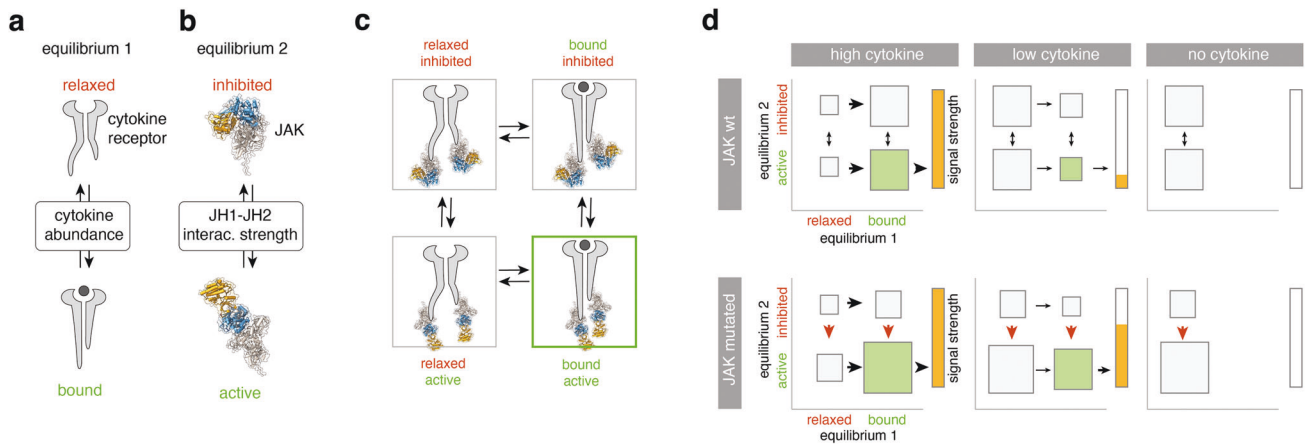 a
equilibrium 1
relaxed
cytokine
receptor
cytokine
abundance
bound
b
equilibrium 2
inhibited
JAK
JH1-JH2
interac. strength
active
c
relaxed
inhibited
bound
inhibited
relaxed
active
bound
active
d
high cytokine
low cytokine
no cytokine
JAK wt
equilibrium 2
active
inhibited
signal strength
relaxed
bound
equilibrium 1
JAK mutated
equilibrium 2
active
inhibited
signal strength
relaxed
bound
equilibrium 1